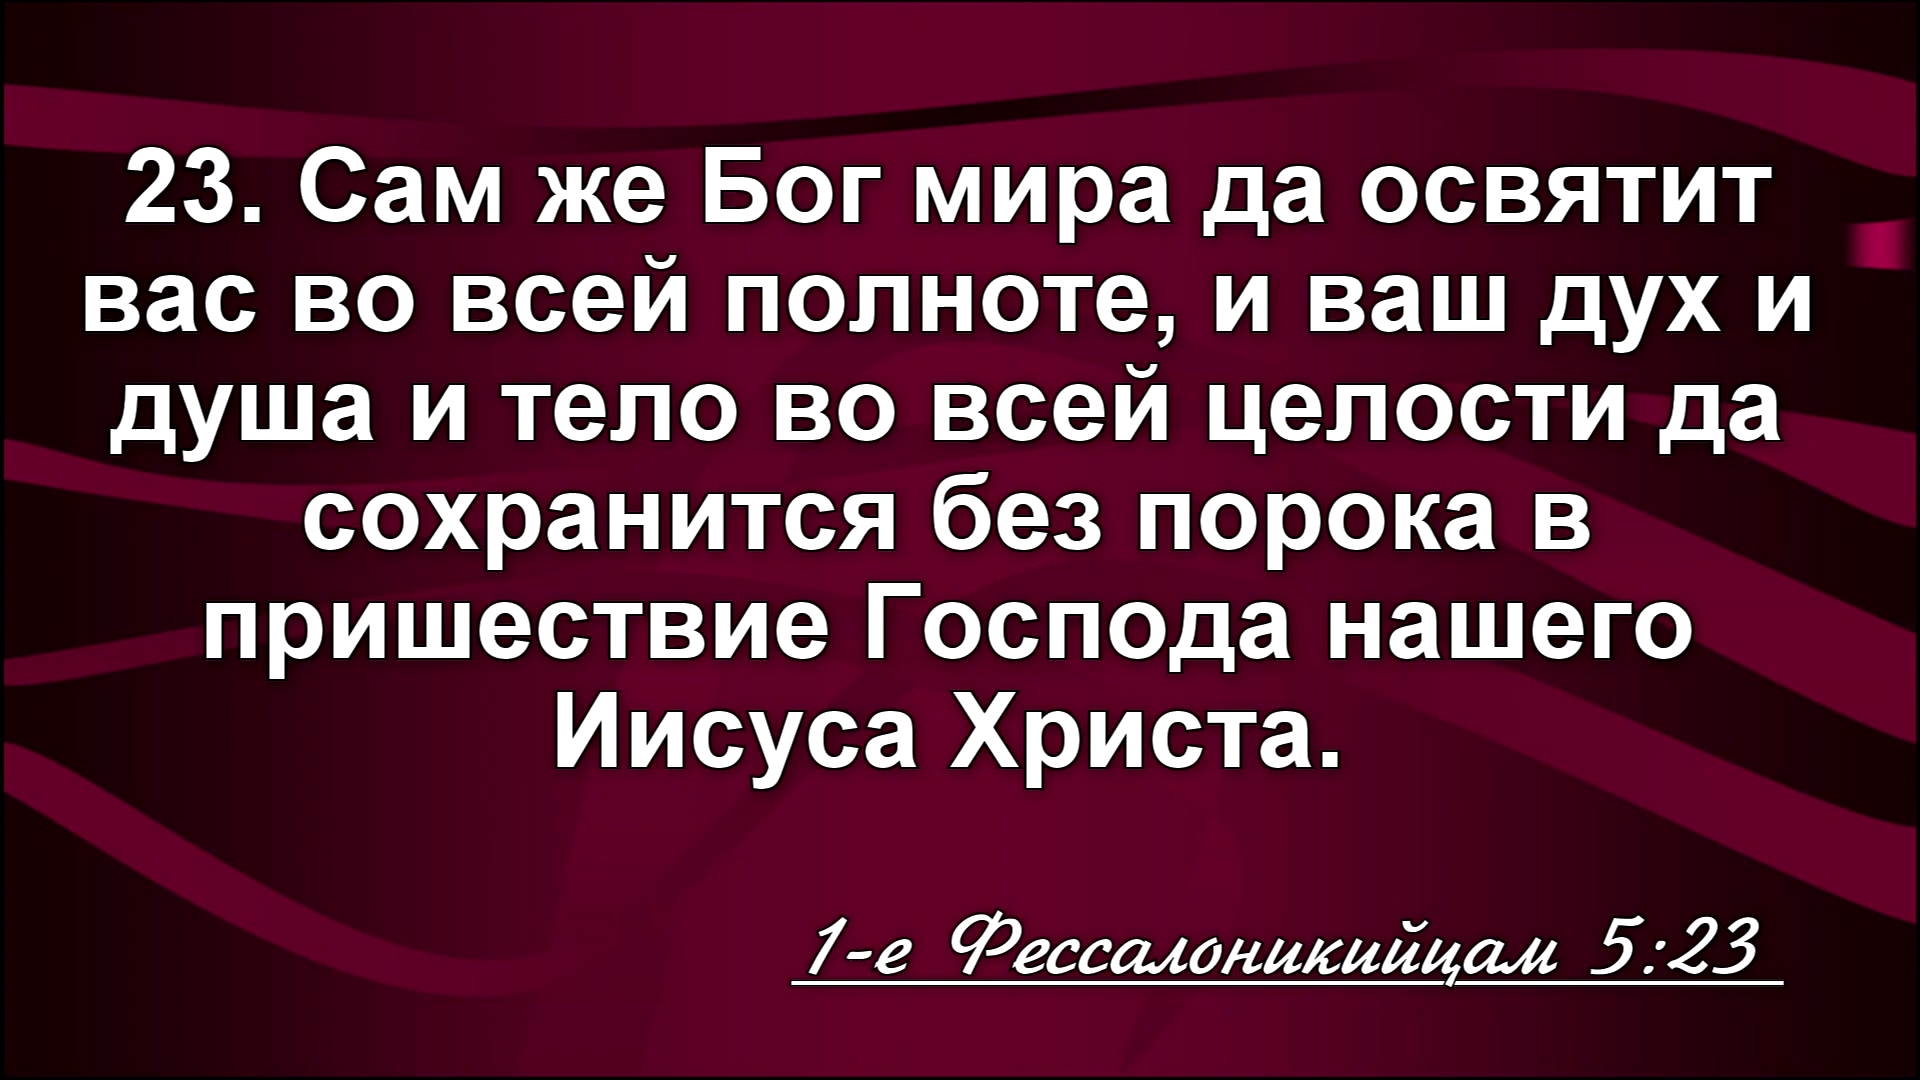 23. Сам же Бог мира да освятит
вас во всей полноте, и ваш дух и
душа и тело во всей целости да
сохранится без порока в
пришествие Господа нашего
Иисуса Христа.
1-е Фессалоникийцам 5:23